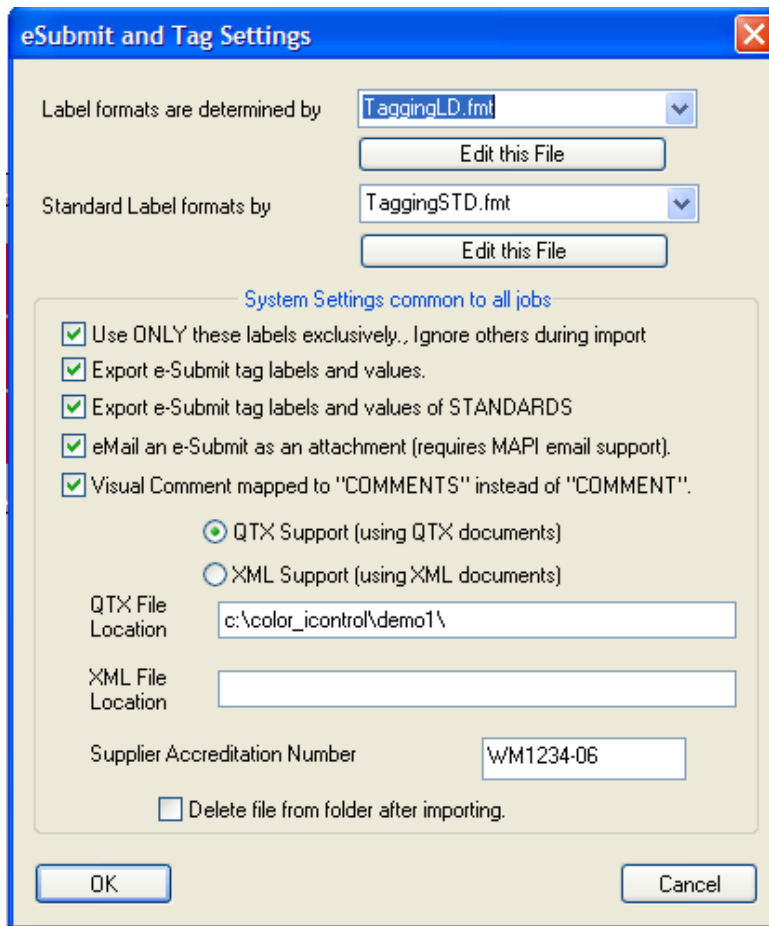 eSubmit and Tag Settings
Label formats are determined by TaggingLD.fmt
Edit this File
Standard Label formats by TaggingSTD.fmt
Edit this File
System Settings common to all jobs
Use ONLY these labels exclusively., Ignore others during import
Export e-Submit tag labels and values.
Export e-Submit tag labels and values of STANDARDS
eMail an e-Submit as an attachment (requires MAPI email support).
Visual Comment mapped to "COMMENTS" instead of "COMMENT".
QTX Support (using QTX documents)
XML Support (using XML documents)
QTX File
Location c:\color_icontrol\demo1\
XML File
Location
Supplier Accreditation Number WM1234-06
Delete file from folder after importing.
OK Cancel